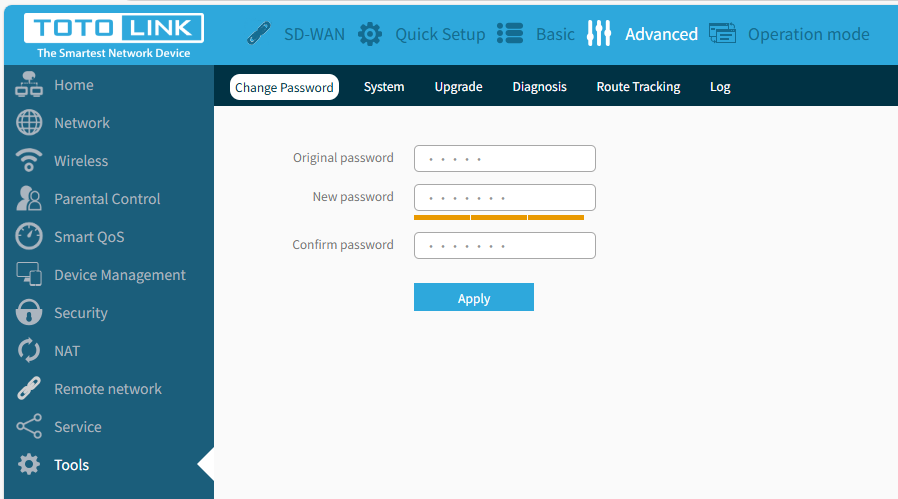 TOTO LINK
The Smartest Network Device
SD-WAN Quick Setup Basic Advanced Operation mode
Home
Network
Wireless
Parental Control
Smart QoS
Device Management
Security
NAT
Remote network
Service
Tools
Change Password System Upgrade Diagnosis Route Tracking Log
Original password
New password
Confirm password
Apply